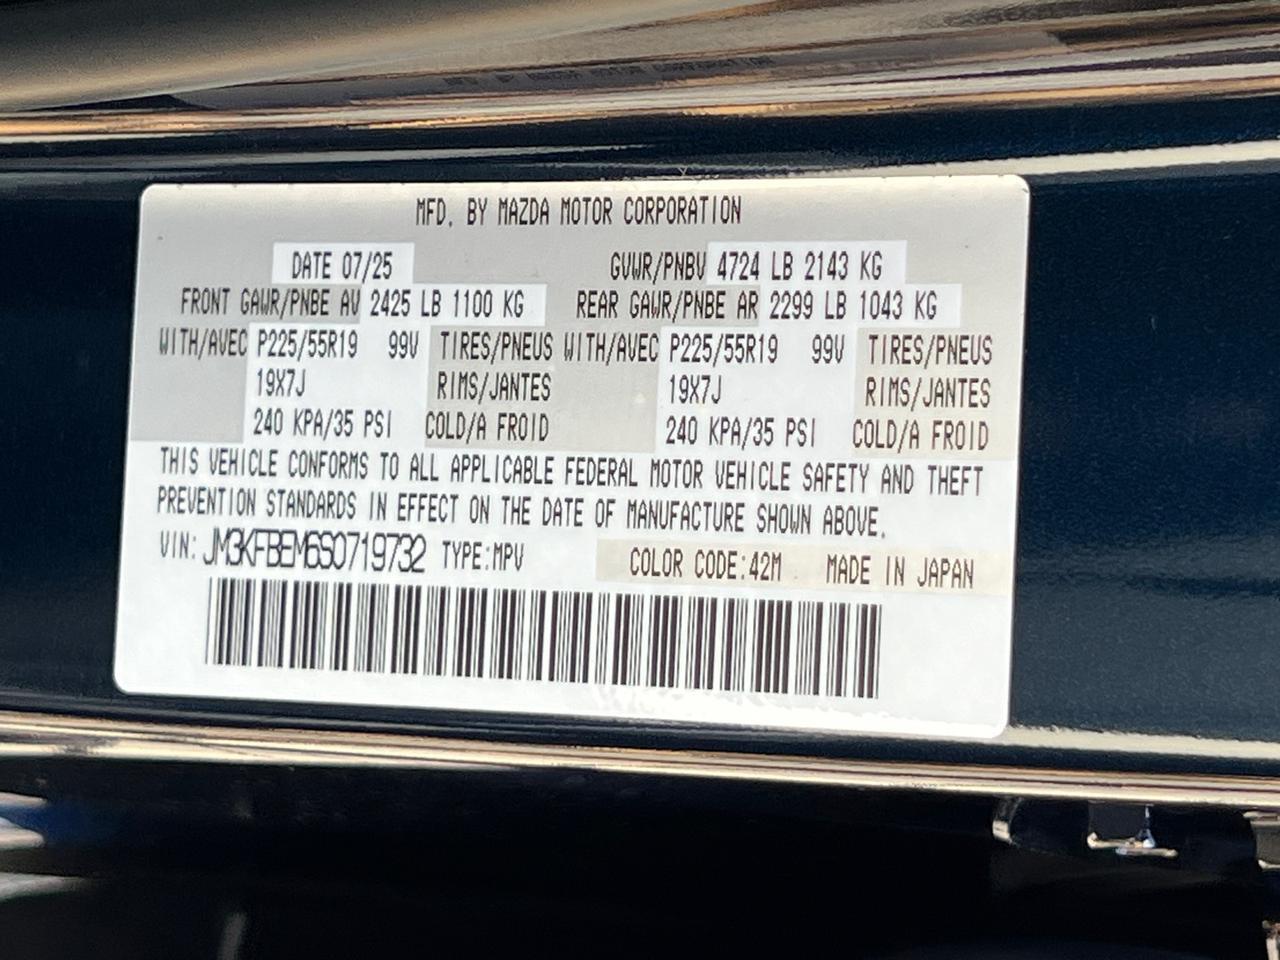 MFD. BY MAZDA MOTOR CORPORATION
DATE 07/25 GVWR/PNBV 4724 LB 2143 KG
FRONT GAWR/PNBE AV 2425 LB 1100 KG REAR GAWR/PNBE AR 2299 LB 1043 KG
WITH/AVEC P225/55R19 99V TIRES/PNEUS WITH/AVEC P225/55R19 99V TIRES/PNEUS
19X7J RIMS/JANTES 19X7J RIMS/JANTES
240 KPA/35 PSI COLD/A FROID 240 KPA/35 PSI COLD/A FROID
THIS VEHICLE CONFORMS TO ALL APPLICABLE FEDERAL MOTOR VEHICLE SAFETY AND THEFT
PREVENTION STANDARDS IN EFFECT ON THE DATE OF MANUFACTURE SHOWN ABOVE.
VIN: JM3KFBEM6S0719732 TYPE:MPV COLOR CODE:42M MADE IN JAPAN